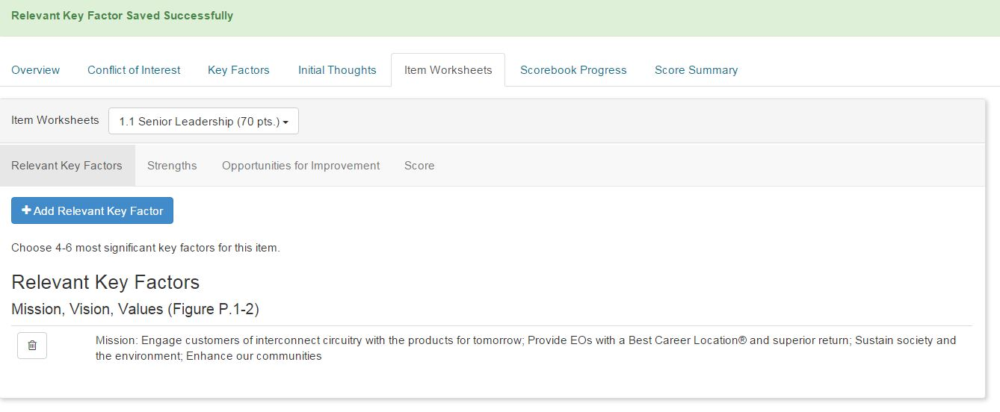 Relevant Key Factor Saved Successfully
Overview Conflict of Interest Key Factors Initial Thoughts Item Worksheets Scorebook Progress Score Summary
Item Worksheets 1.1 Senior Leadership (70 pts.)
Relevant Key Factors Strengths Opportunities for Improvement Score
Add Relevant Key Factor
Choose 4-6 most significant key factors for this item.
Relevant Key Factors
Mission, Vision, Values (Figure P.1-2)
Mission: Engage customers of interconnect circuitry with the products for tomorrow; Provide EOs with a Best Career Location® and superior return; Sustain society and
the environment; Enhance our communities